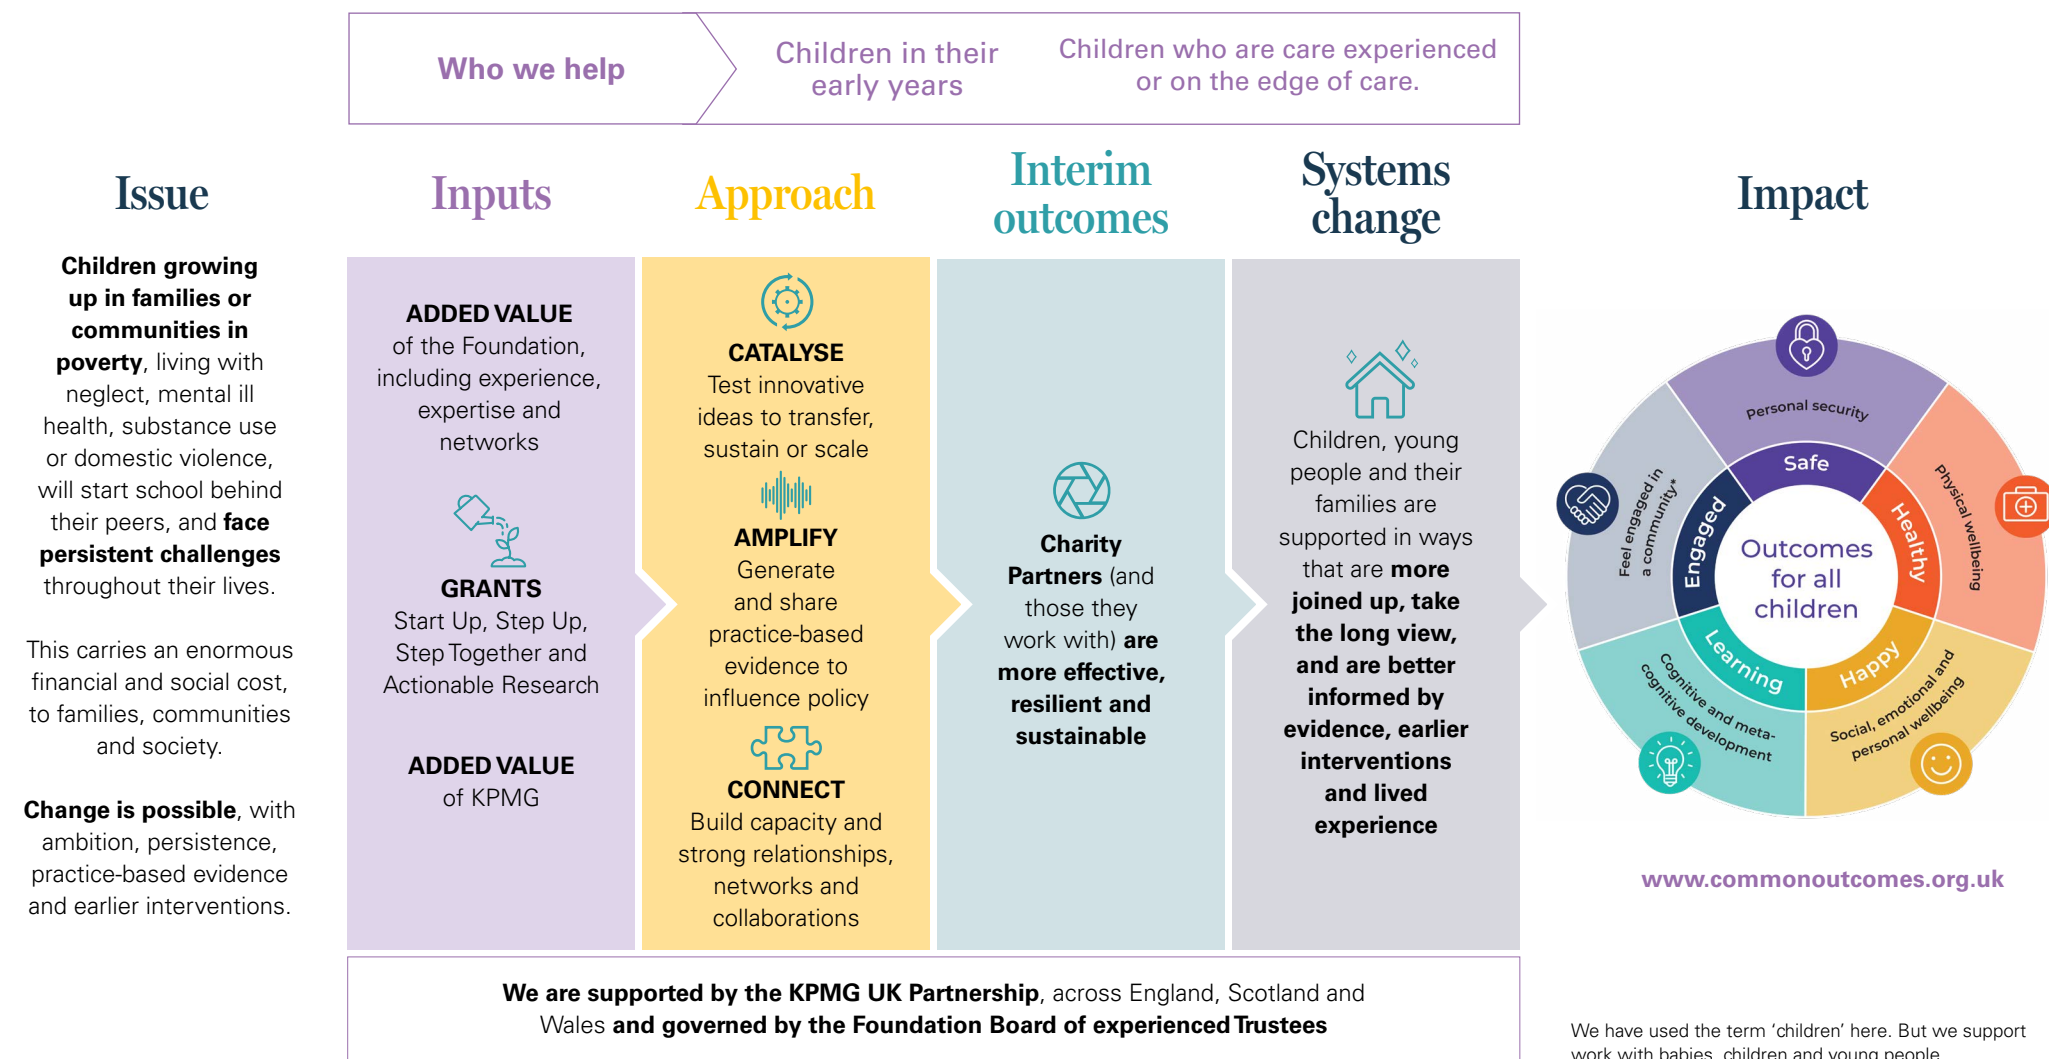 Who we help
Children in their
early years
Children who are care experienced
or on the edge of care.
Issue
Children growing
up in families or
communities in
poverty, living with
neglect, mental ill
health, substance use
or domestic violence,
will start school behind
their peers, and face
persistent challenges
throughout their lives.
This carries an enormous
financial and social cost,
to families, communities
and society.
Change is possible, with
ambition, persistence,
practice-based evidence
and earlier interventions.
Inputs
ADDED VALUE
of the Foundation,
including experience,
expertise and
networks
GRANTS
Start Up, Step Up,
Step Together and
Actionable Research
ADDED VALUE
of KPMG
Approach
CATALYSE
Test innovative
ideas to transfer,
sustain or scale
AMPLIFY
Generate
and share
practice-based
evidence to
influence policy
CONNECT
Build capacity and
strong relationships,
networks and
collaborations
Interim
outcomes
Charity
Partners (and
those they
work with) are
more effective,
resilient and
sustainable
Systems
change
Children, young
people and their
families are
supported in ways
that are more
joined up, take
the long view,
and are better
informed by
evidence, earlier
interventions
and lived
experience
Impact
Personal security
Safe
Physical wellbeing
Healthy
Social, emotional and
personal wellbeing
Happy
Cognitive and meta-
cognitive development
Learning
Feel engaged in
a community*
Engaged
Outcomes
for all
children
www.commonoutcomes.org.uk
We are supported by the KPMG UK Partnership, across England, Scotland and
Wales and governed by the Foundation Board of experienced Trustees
We have used the term ‘children’ here. But we support
work with babies, children and young people